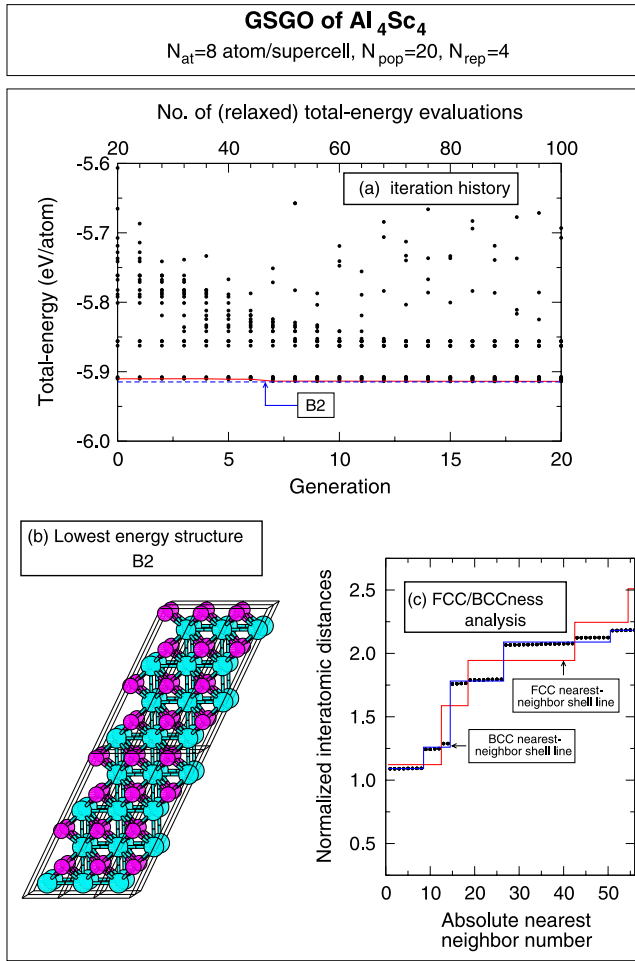 GSGO of Al4Sc4
Nat=8 atom/supercell, Npop=20, Nrep=4
No. of (relaxed) total-energy evaluations
20 40 60 80 100
(a) iteration history
-5.6
-5.7
-5.8
-5.9
-6.0
Total-energy (eV/atom)
B2
0 5 10 15 20
Generation
(b) Lowest energy structure
B2
(c) FCC/BCCness
analysis
2.5
2.0
1.5
1.0
0.5
Normalized interatomic distances
FCC nearest-
neighbor shell line
BCC nearest-
neighbor shell line
0 10 20 30 40 50
Absolute nearest
neighbor number